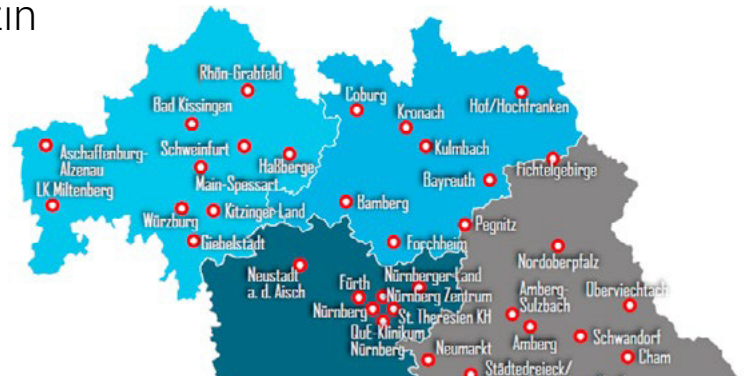 Rhön-Grabfeld
Bad Kissingen
Coburg
Kronach
Hof/Hochfranken
Aschaffenburg-
Alzenau
Schweinfurt
Haßberge
Kulmbach
Fichtelgebirge
LK Miltenberg
Main-Spessart
Bayreuth
Würzburg
Kitzinger Land
Bamberg
Pegnitz
Giebelstadt
Forchheim
Nordoberpfalz
Neustadt
a. d. Aisch
Fürth
Nürnberger Land
Nürnberg Zentrum
Nürnberg
St. Theresien KH
QuE-Klinikum
Nürnberg
Amberg-
Sulzbach
Oberviechtach
Amberg
Schwandorf
Neumarkt
Cham
Städtedreieck/